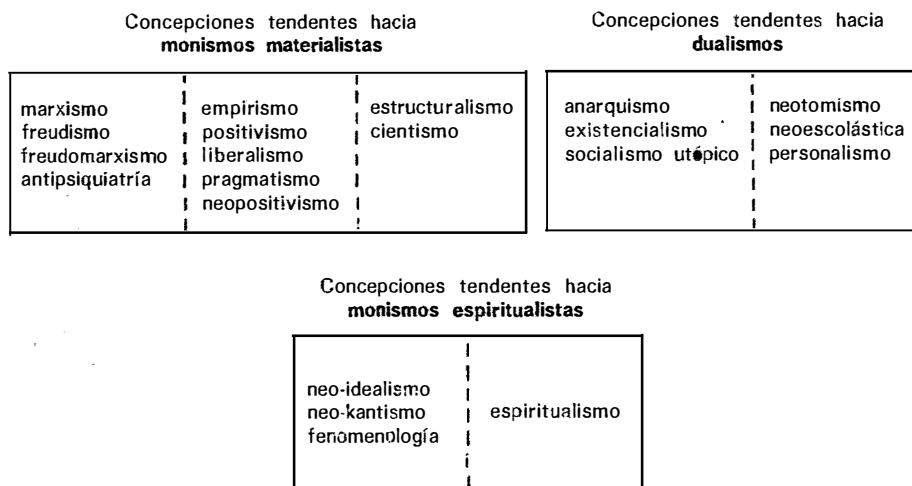 Concepciones tendentes hacia
monismos materialistas
marxismo
freudismo
freudomarxismo
antipsiquiatría
empirismo
positivismo
liberalismo
pragmatismo
neopositivismo
estructuralismo
cientismo
Concepciones tendentes hacia
dualismos
anarquismo
existencialismo
socialismo utópico
neotomismo
neoescolástica
personalismo
Concepciones tendentes hacia
monismos espiritualistas
neo-idealismo
neo-kantismo
fenomenología
espiritualismo